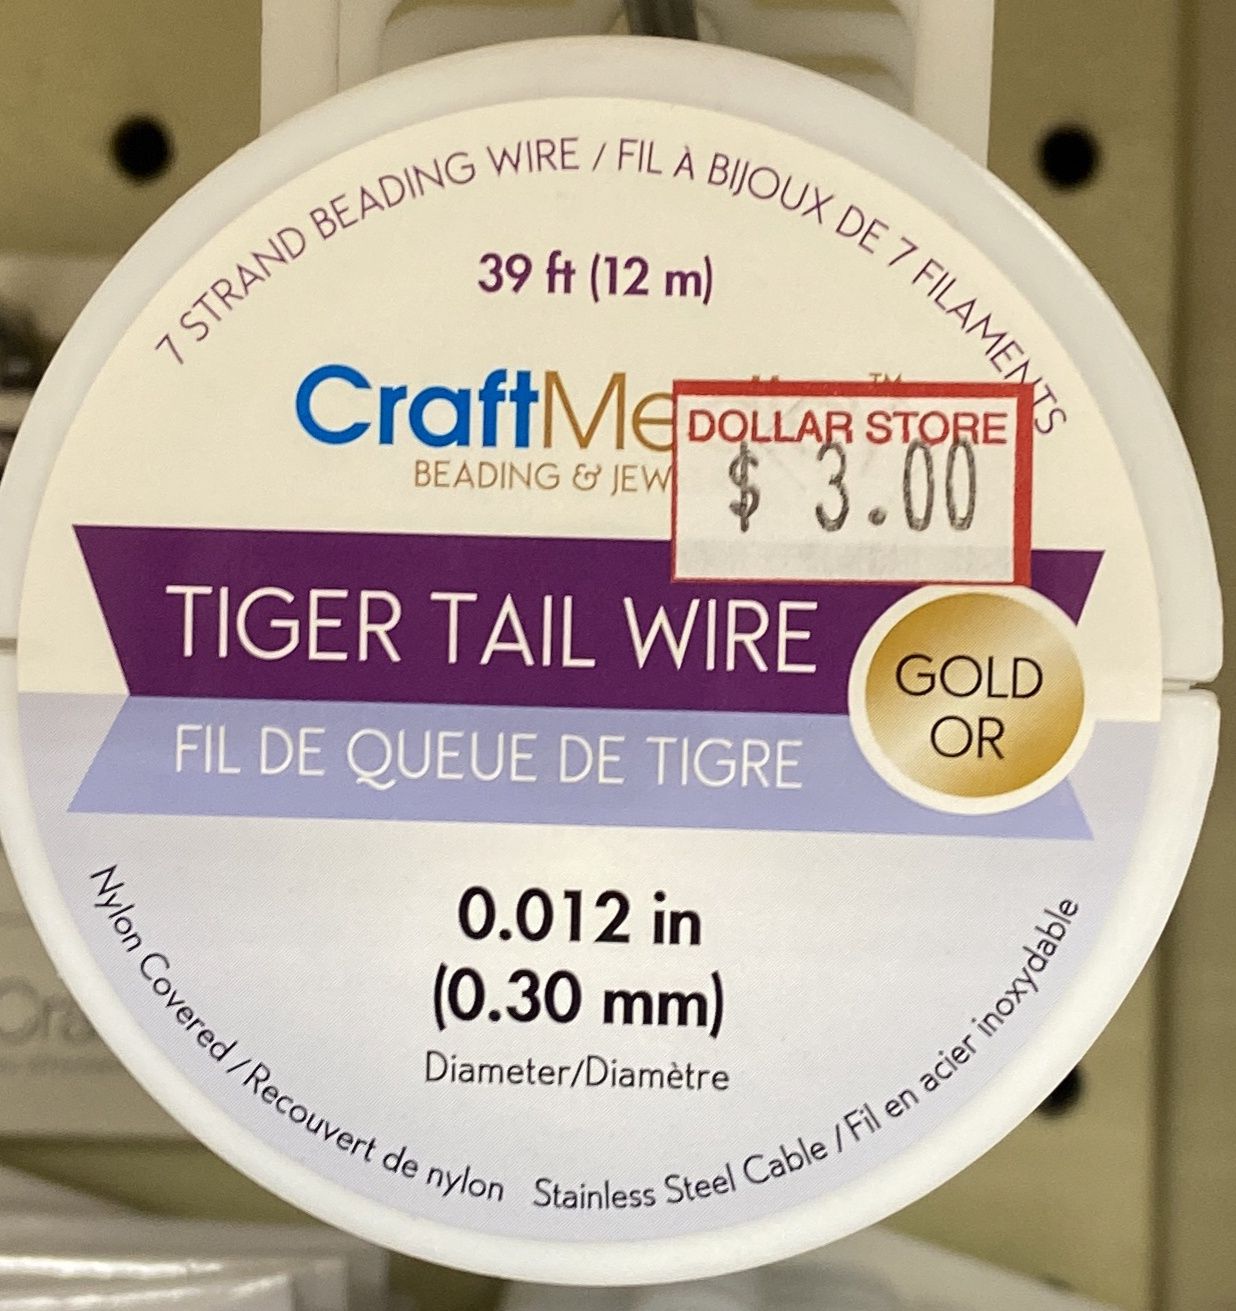 7 STRAND BEADING WIRE / FIL À BIJOUX DE 7 FILAMENTS
39 ft (12 m)
CraftMe
BEADING & JEW
DOLLAR STORE
$ 3.00
TIGER TAIL WIRE
FIL DE QUEUE DE TIGRE
GOLD
OR
0.012 in
(0.30 mm)
Diameter/Diamètre
Nylon Covered / Recouvert de nylon
Stainless Steel Cable / Fil en acier inoxydable